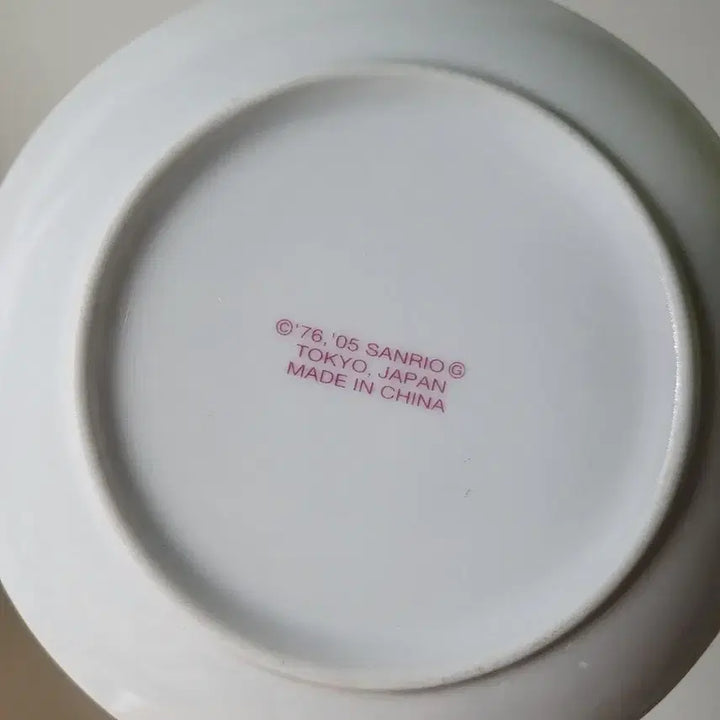 ©'76, '05 SANRIO Ⓖ
TOKYO, JAPAN
MADE IN CHINA